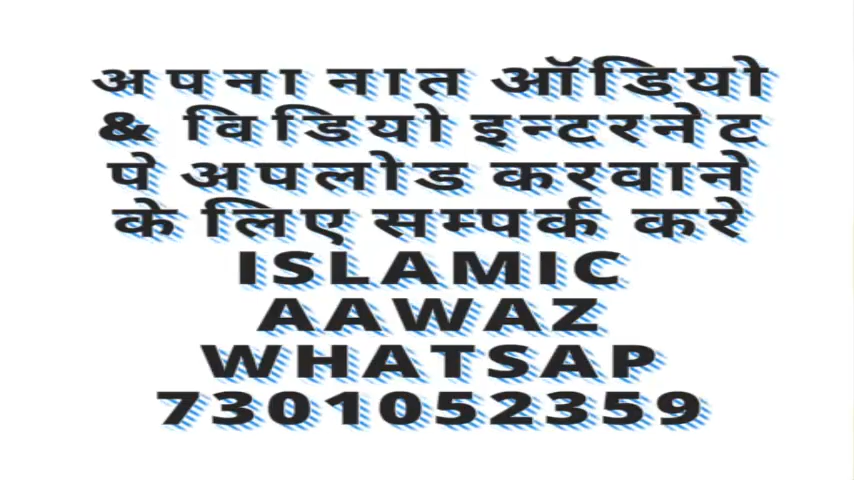 अपना नात ऑडियो
& विडियो इन्टरनेट
पे अपलोड करवाने
के लिए सम्पर्क करे
ISLAMIC
AAWAZ
WHATSAP
7301052359